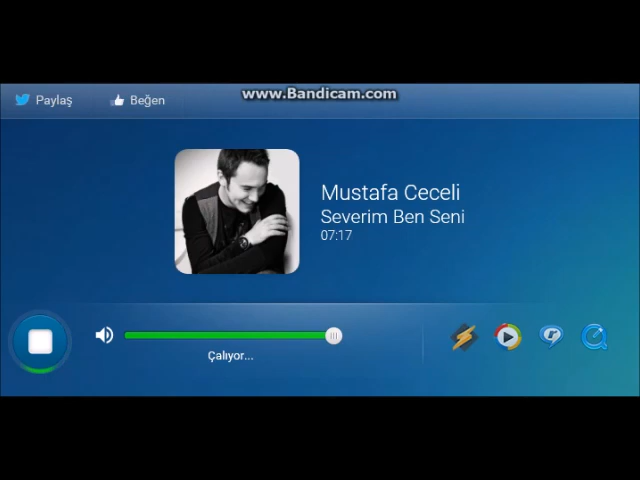 www.Bandicam.com
Paylaş
Beğen
Mustafa Ceceli
Severim Ben Seni
07:17
Çalıyor...